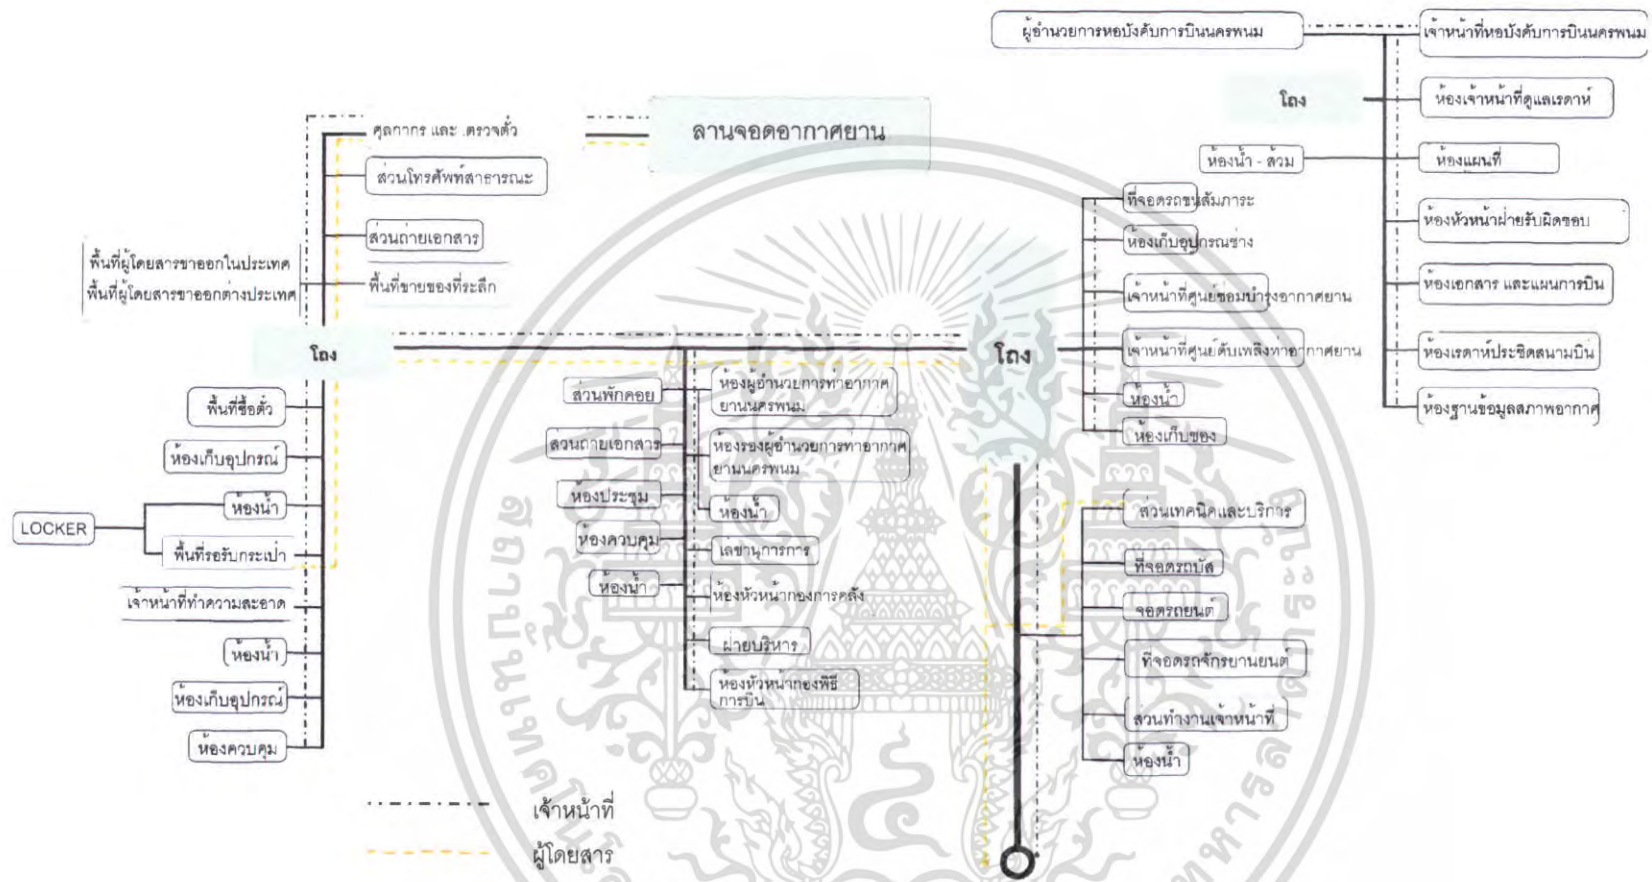 ผู้อำนวยการหอบังคับการบินนครพนม
เจ้าหน้าที่หอบังคับการบินนครพนม
โถง
ห้องเจ้าหน้าที่ดูแลเรดาห์
ห้องน้ำ - ส้วม
ห้องแผนที่
ห้องหัวหน้าฝ่ายรับผิดชอบ
ห้องเอกสาร และแผนการบิน
ห้องเรดาห์ประชิดสนามบิน
ห้องฐานข้อมูลสภาพอากาศ
ศุลกากร และ ตรวจตั๋ว
ลานจอดอากาศยาน
ส่วนโทรศัพท์สาธารณะ
ส่วนถ่ายเอกสาร
พื้นที่ผู้โดยสารขาออกในประเทศ
พื้นที่ผู้โดยสารขาออกต่างประเทศ
พื้นที่ขายของที่ระลึก
โถง
พื้นที่ซื้อตั๋ว
ห้องเก็บอุปกรณ์
ห้องน้ำ
LOCKER
พื้นที่รอรับกระเป๋า
เจ้าหน้าที่ทำความสะอาด
ห้องน้ำ
ห้องเก็บอุปกรณ์
ห้องควบคุม
ส่วนพักคอย
ห้องผู้อำนวยการท่าอากาศ
ยานนครพนม
ส่วนถ่ายเอกสาร
ห้องรองผู้อำนวยการท่าอากาศ
ยานนครพนม
ห้องประชุม
ห้องน้ำ
ห้องควบคุม
เลขานุการการ
ห้องน้ำ
ห้องหัวหน้ากองการคลัง
ฝ่ายบริหาร
ห้องหัวหน้ากองพิธี
การบิน
โถง
ที่จอดรถขนสัมภาระ
ห้องเก็บอุปกรณช่าง
เจ้าหน้าที่ศูนย์ซ่อมบำรุงอากาศยาน
เจ้าหน้าที่ศูนย์ดับเพลิงทาอากาศยาน
ห้องน้ำ
ห้องเก็บของ
ส่วนเทคนิคและบริการ
ที่จอดรถบัส
จอดรถยนต์
ที่จอดรถจักรยานยนต์
ส่วนทำงานเจ้าหน้าที่
ห้องน้ำ
เจ้าหน้าที่
ผู้โดยสาร